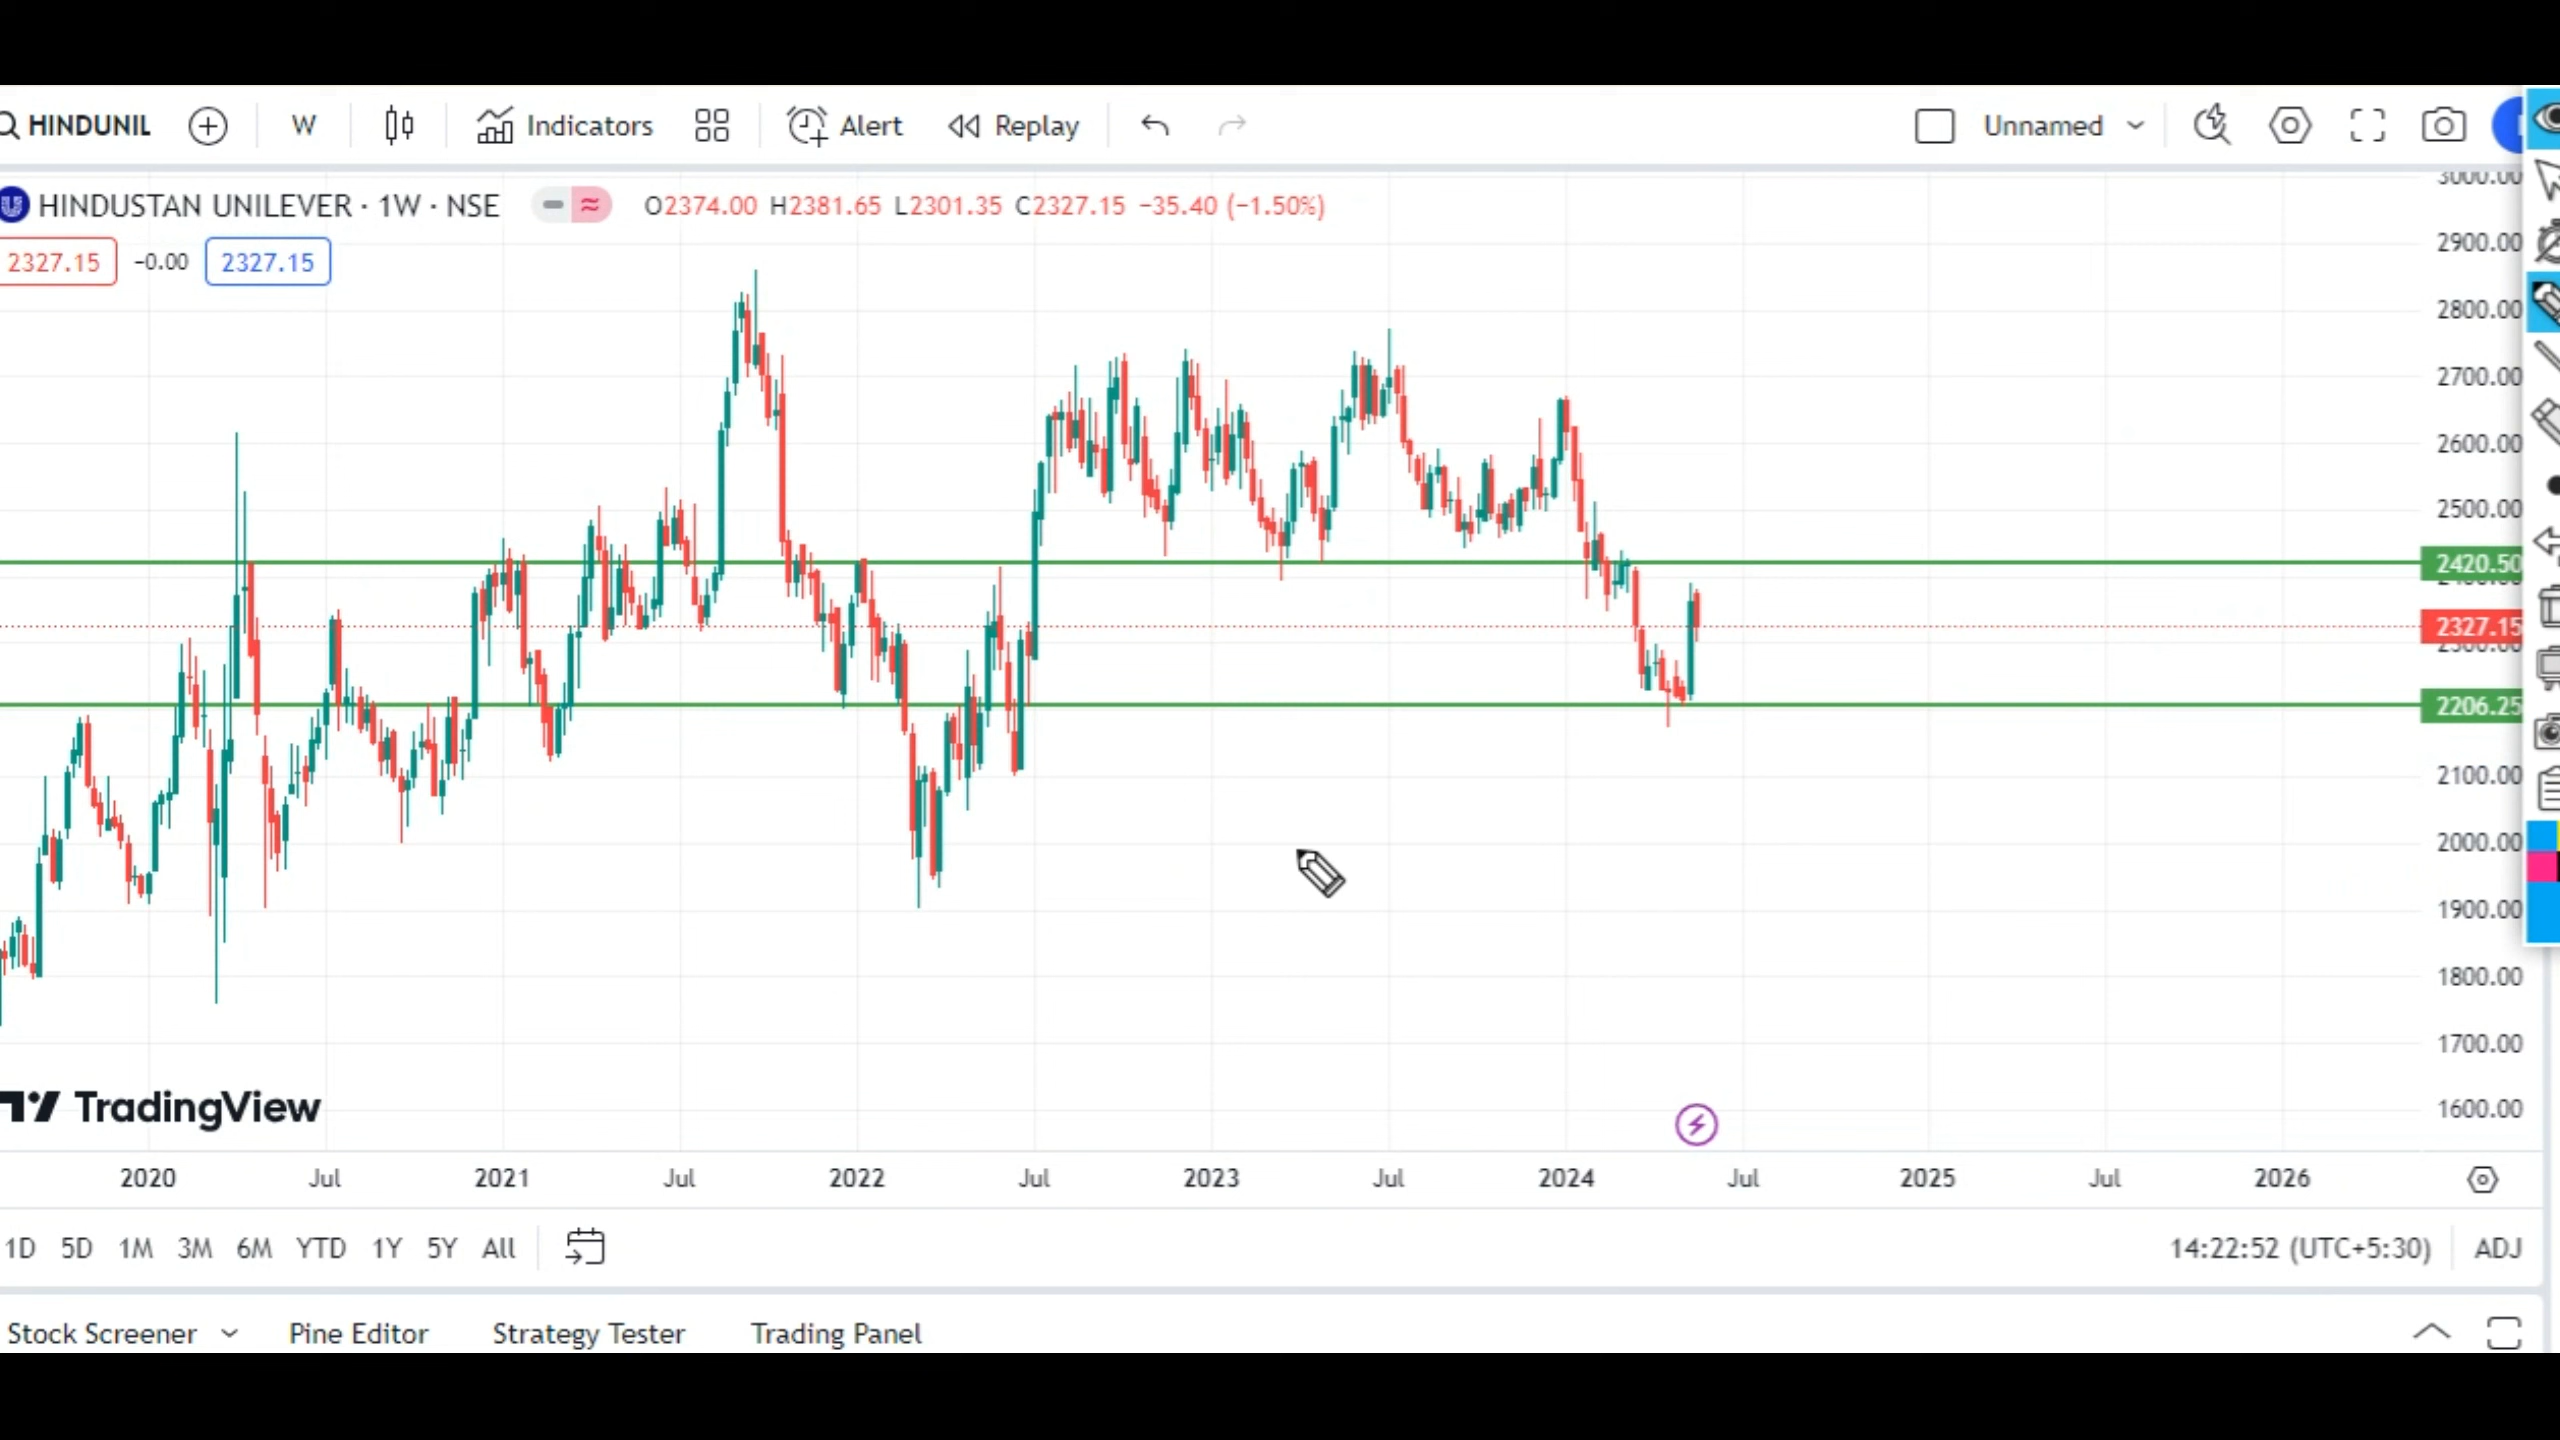 HINDUNIL W Indicators Alert Replay Unnamed
HINDUSTAN UNILEVER · 1W · NSE O2374.00 H2381.65 L2301.35 C2327.15 −35.40 (−1.50%)
2327.15 −0.00 2327.15
3000.00
2900.00
2800.00
2700.00
2600.00
2500.00
2420.50
2327.15
2300.00
2206.25
2100.00
2000.00
1900.00
1800.00
1700.00
1600.00
TradingView
2020 Jul 2021 Jul 2022 Jul 2023 Jul 2024 Jul 2025 Jul 2026
1D 5D 1M 3M 6M YTD 1Y 5Y All 14:22:52 (UTC+5:30) ADJ
Stock Screener Pine Editor Strategy Tester Trading Panel